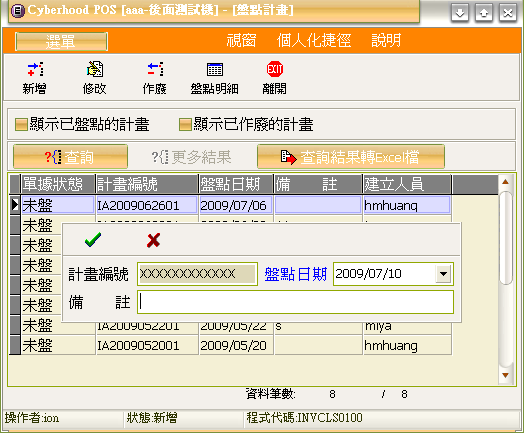 Cyberhood POS [aaa-後面測試機] - [盤點計畫]
選單 視窗 個人化捷徑 說明
新增 修改 作廢 盤點明細 離開
顯示已盤點的計畫 顯示已作廢的計畫
查詢 更多結果 查詢結果轉Excel檔
單據狀態 計畫編號 盤點日期 備 註 建立人員
未盤 IA2009062601 2009/07/06 hmhuang
未盤
未盤
未盤
未盤
未盤
計畫編號 XXXXXXXXXXXX 盤點日期 2009/07/10
備 註
未盤 IA2009052201 2009/05/22 s miya
未盤 IA2009052001 2009/05/20 hmhuang
資料筆數: 8 / 8
操作者:ion 狀態:新增 程式代碼:INVCLS0100